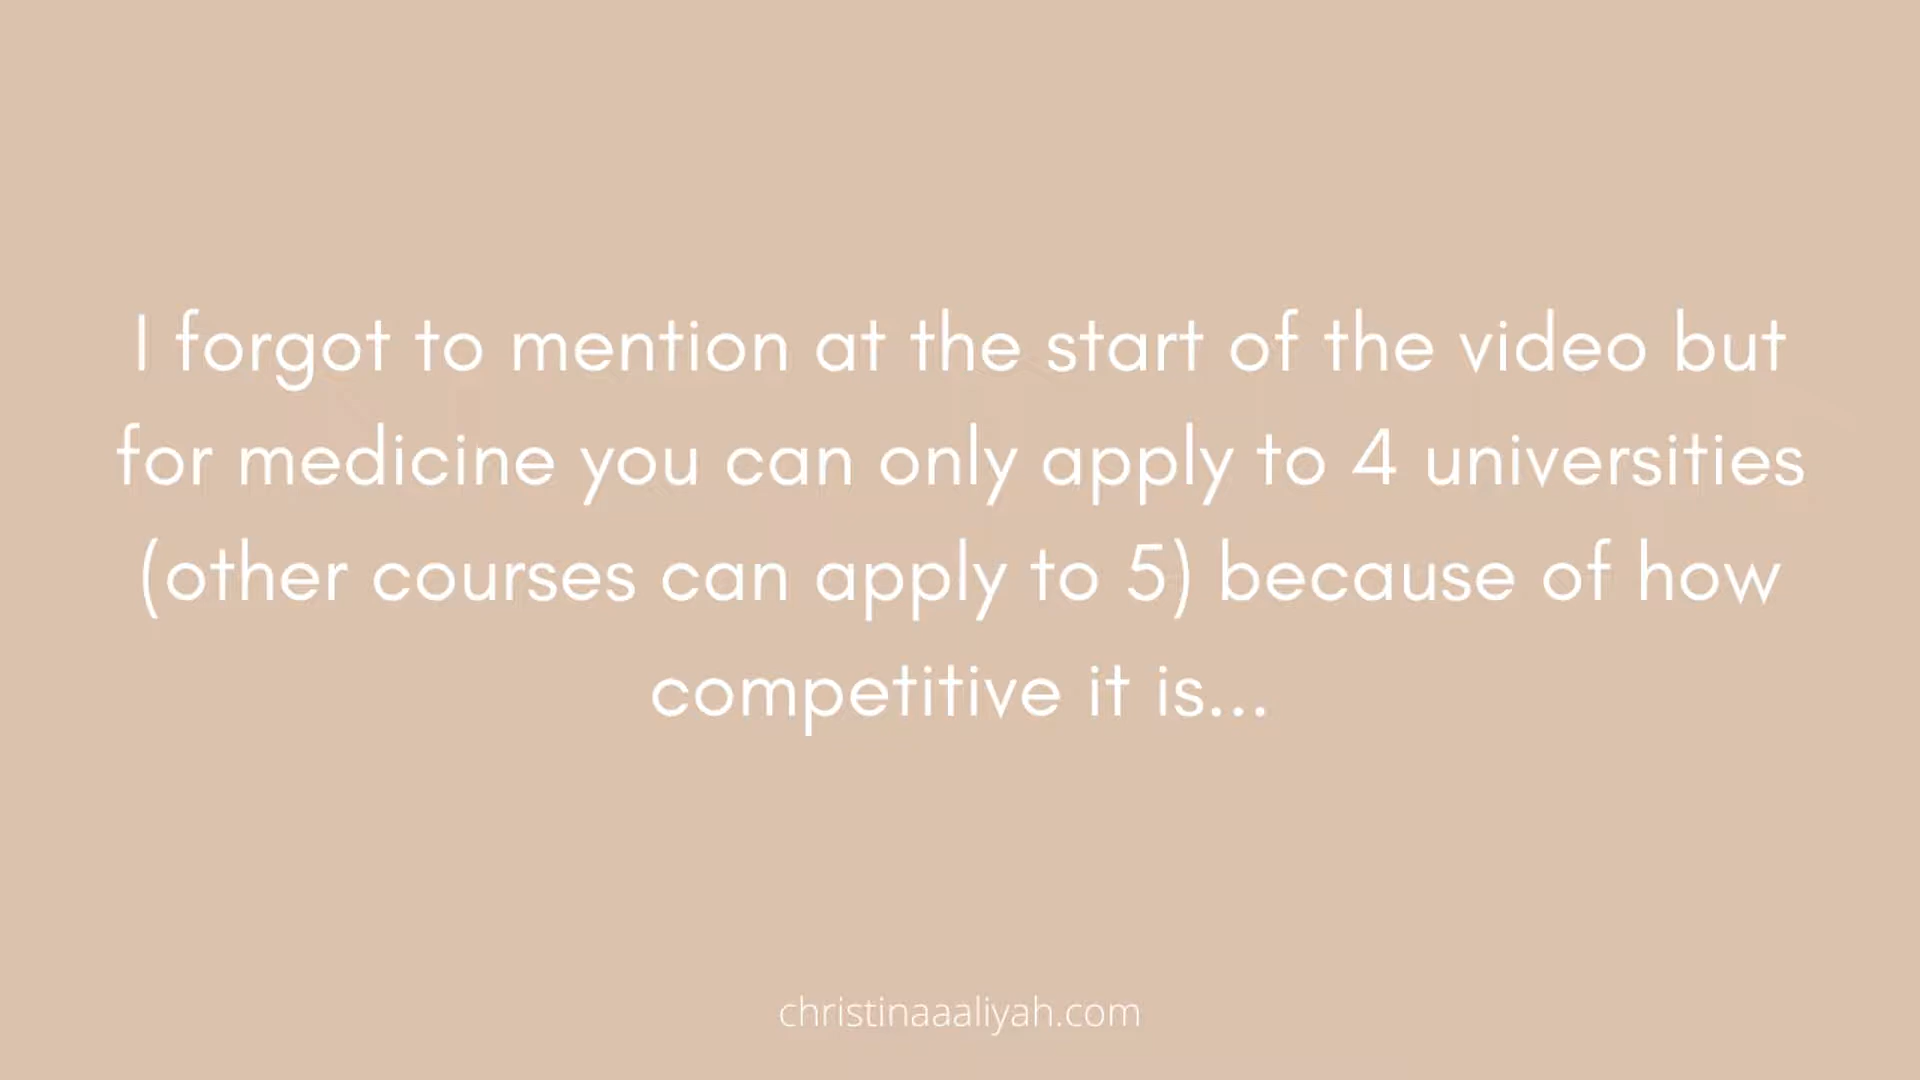 I forgot to mention at the start of the video but
for medicine you can only apply to 4 universities
(other courses can apply to 5) because of how
competitive it is...
christinaaaliyah.com